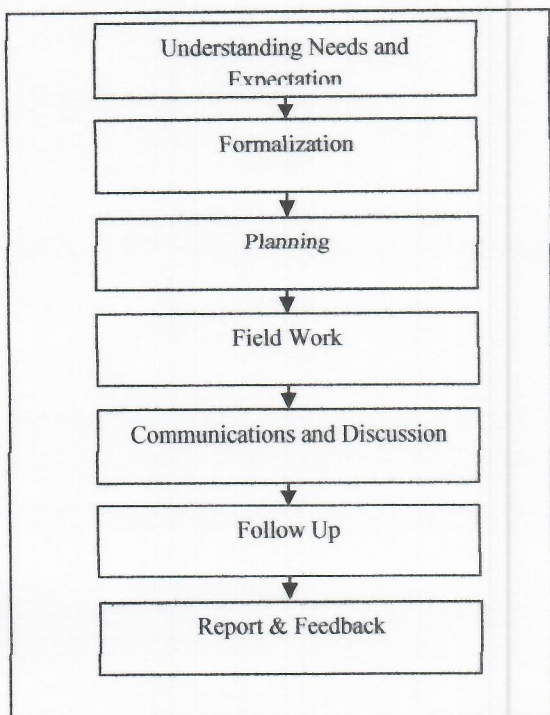 Understanding Needs and
Expectation
Formalization
Planning
Field Work
Communications and Discussion
Follow Up
Report & Feedback